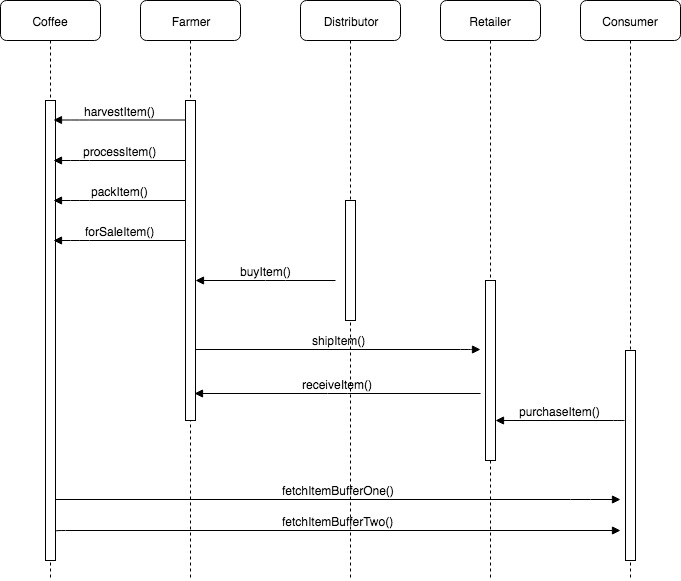 Coffee
Farmer
Distributor
Retailer
Consumer
harvestItem()
processItem()
packItem()
forSaleItem()
buyItem()
shipItem()
receiveItem()
purchaseItem()
fetchItemBufferOne()
fetchItemBufferTwo()